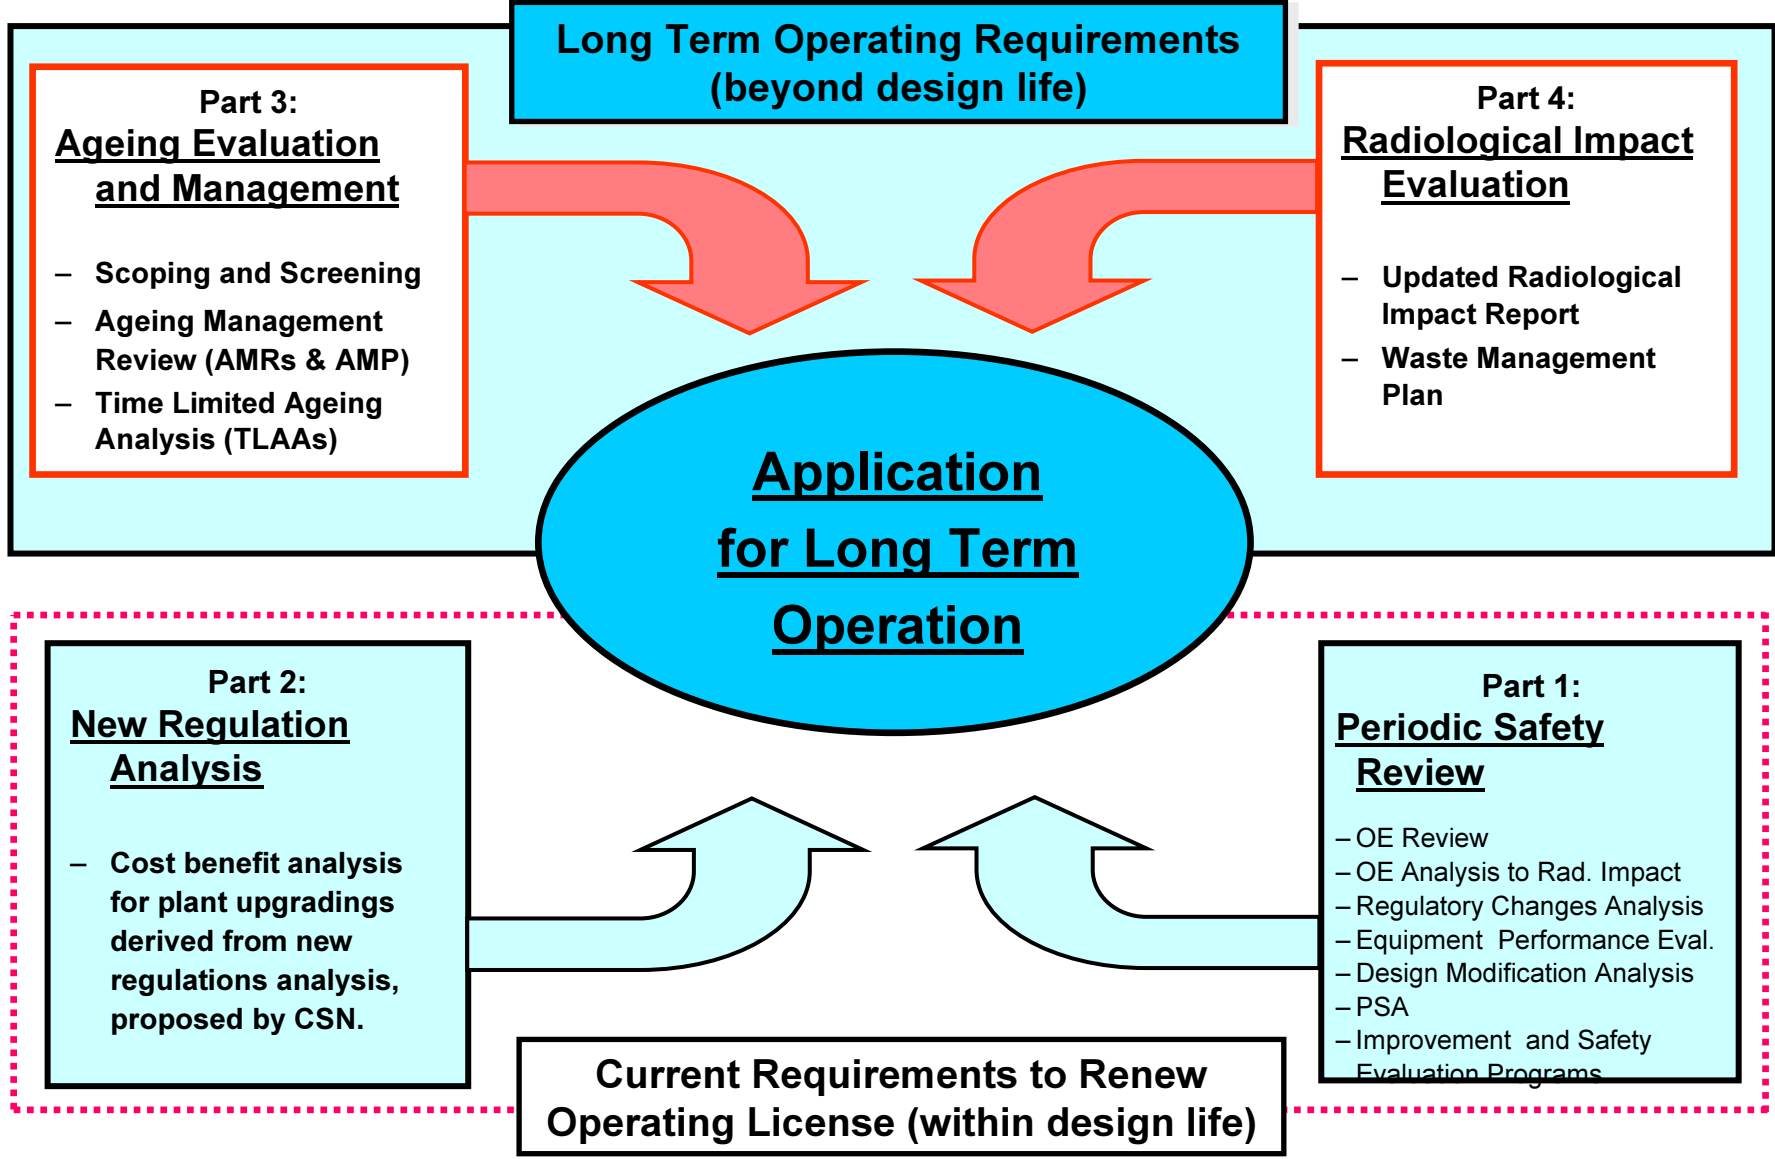 Long Term Operating Requirements
(beyond design life)
Part 3:
Ageing Evaluation
and Management
– Scoping and Screening
– Ageing Management
Review (AMRs & AMP)
– Time Limited Ageing
Analysis (TLAAs)
Part 4:
Radiological Impact
Evaluation
– Updated Radiological
Impact Report
– Waste Management
Plan
Application
for Long Term
Operation
Part 2:
New Regulation
Analysis
– Cost benefit analysis
for plant upgradings
derived from new
regulations analysis,
proposed by CSN.
Part 1:
Periodic Safety
Review
– OE Review
– OE Analysis to Rad. Impact
– Regulatory Changes Analysis
– Equipment Performance Eval.
– Design Modification Analysis
– PSA
– Improvement and Safety
Evaluation Programs
Current Requirements to Renew
Operating License (within design life)